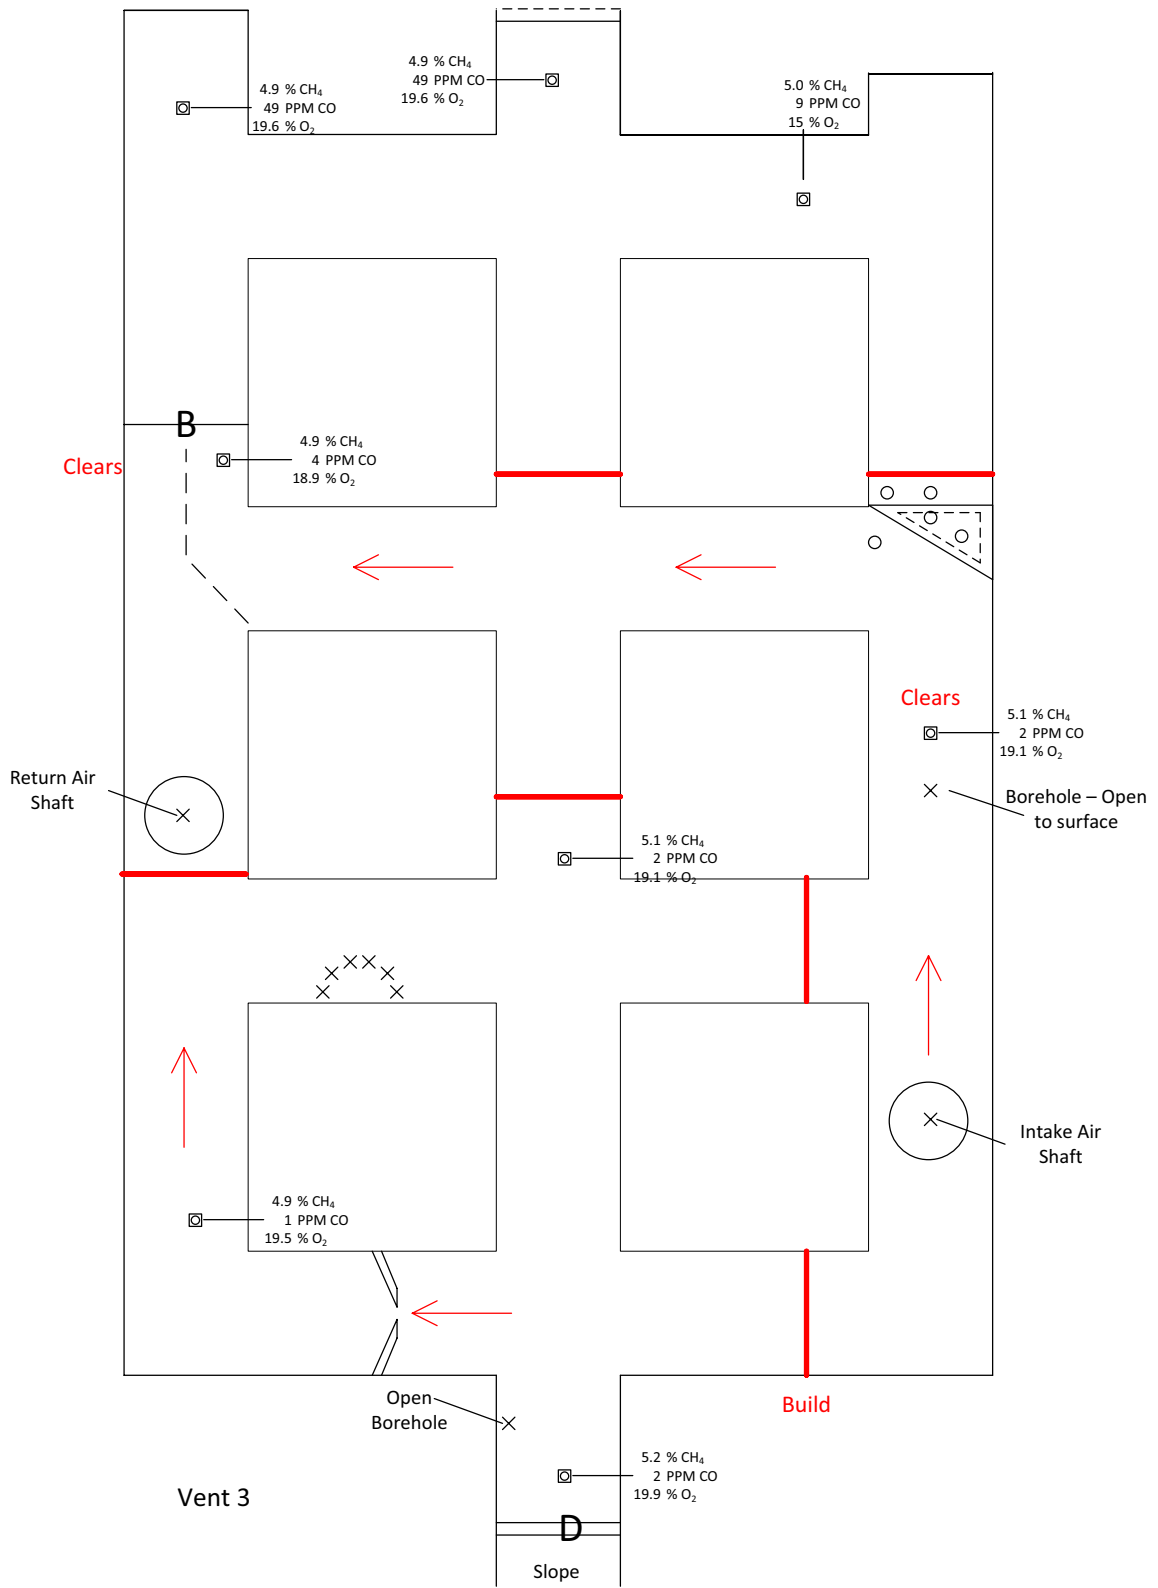 4.9 % CH₄
49 PPM CO
19.6 % O₂
4.9 % CH₄
49 PPM CO
19.6 % O₂
5.0 % CH₄
9 PPM CO
15 % O₂
B
Clears
4.9 % CH₄
4 PPM CO
18.9 % O₂
Clears
5.1 % CH₄
2 PPM CO
19.1 % O₂
Return Air
Shaft
Borehole – Open
to surface
5.1 % CH₄
2 PPM CO
19.1 % O₂
Intake Air
Shaft
4.9 % CH₄
1 PPM CO
19.5 % O₂
Open
Borehole
Build
5.2 % CH₄
2 PPM CO
19.9 % O₂
Vent 3
D
Slope